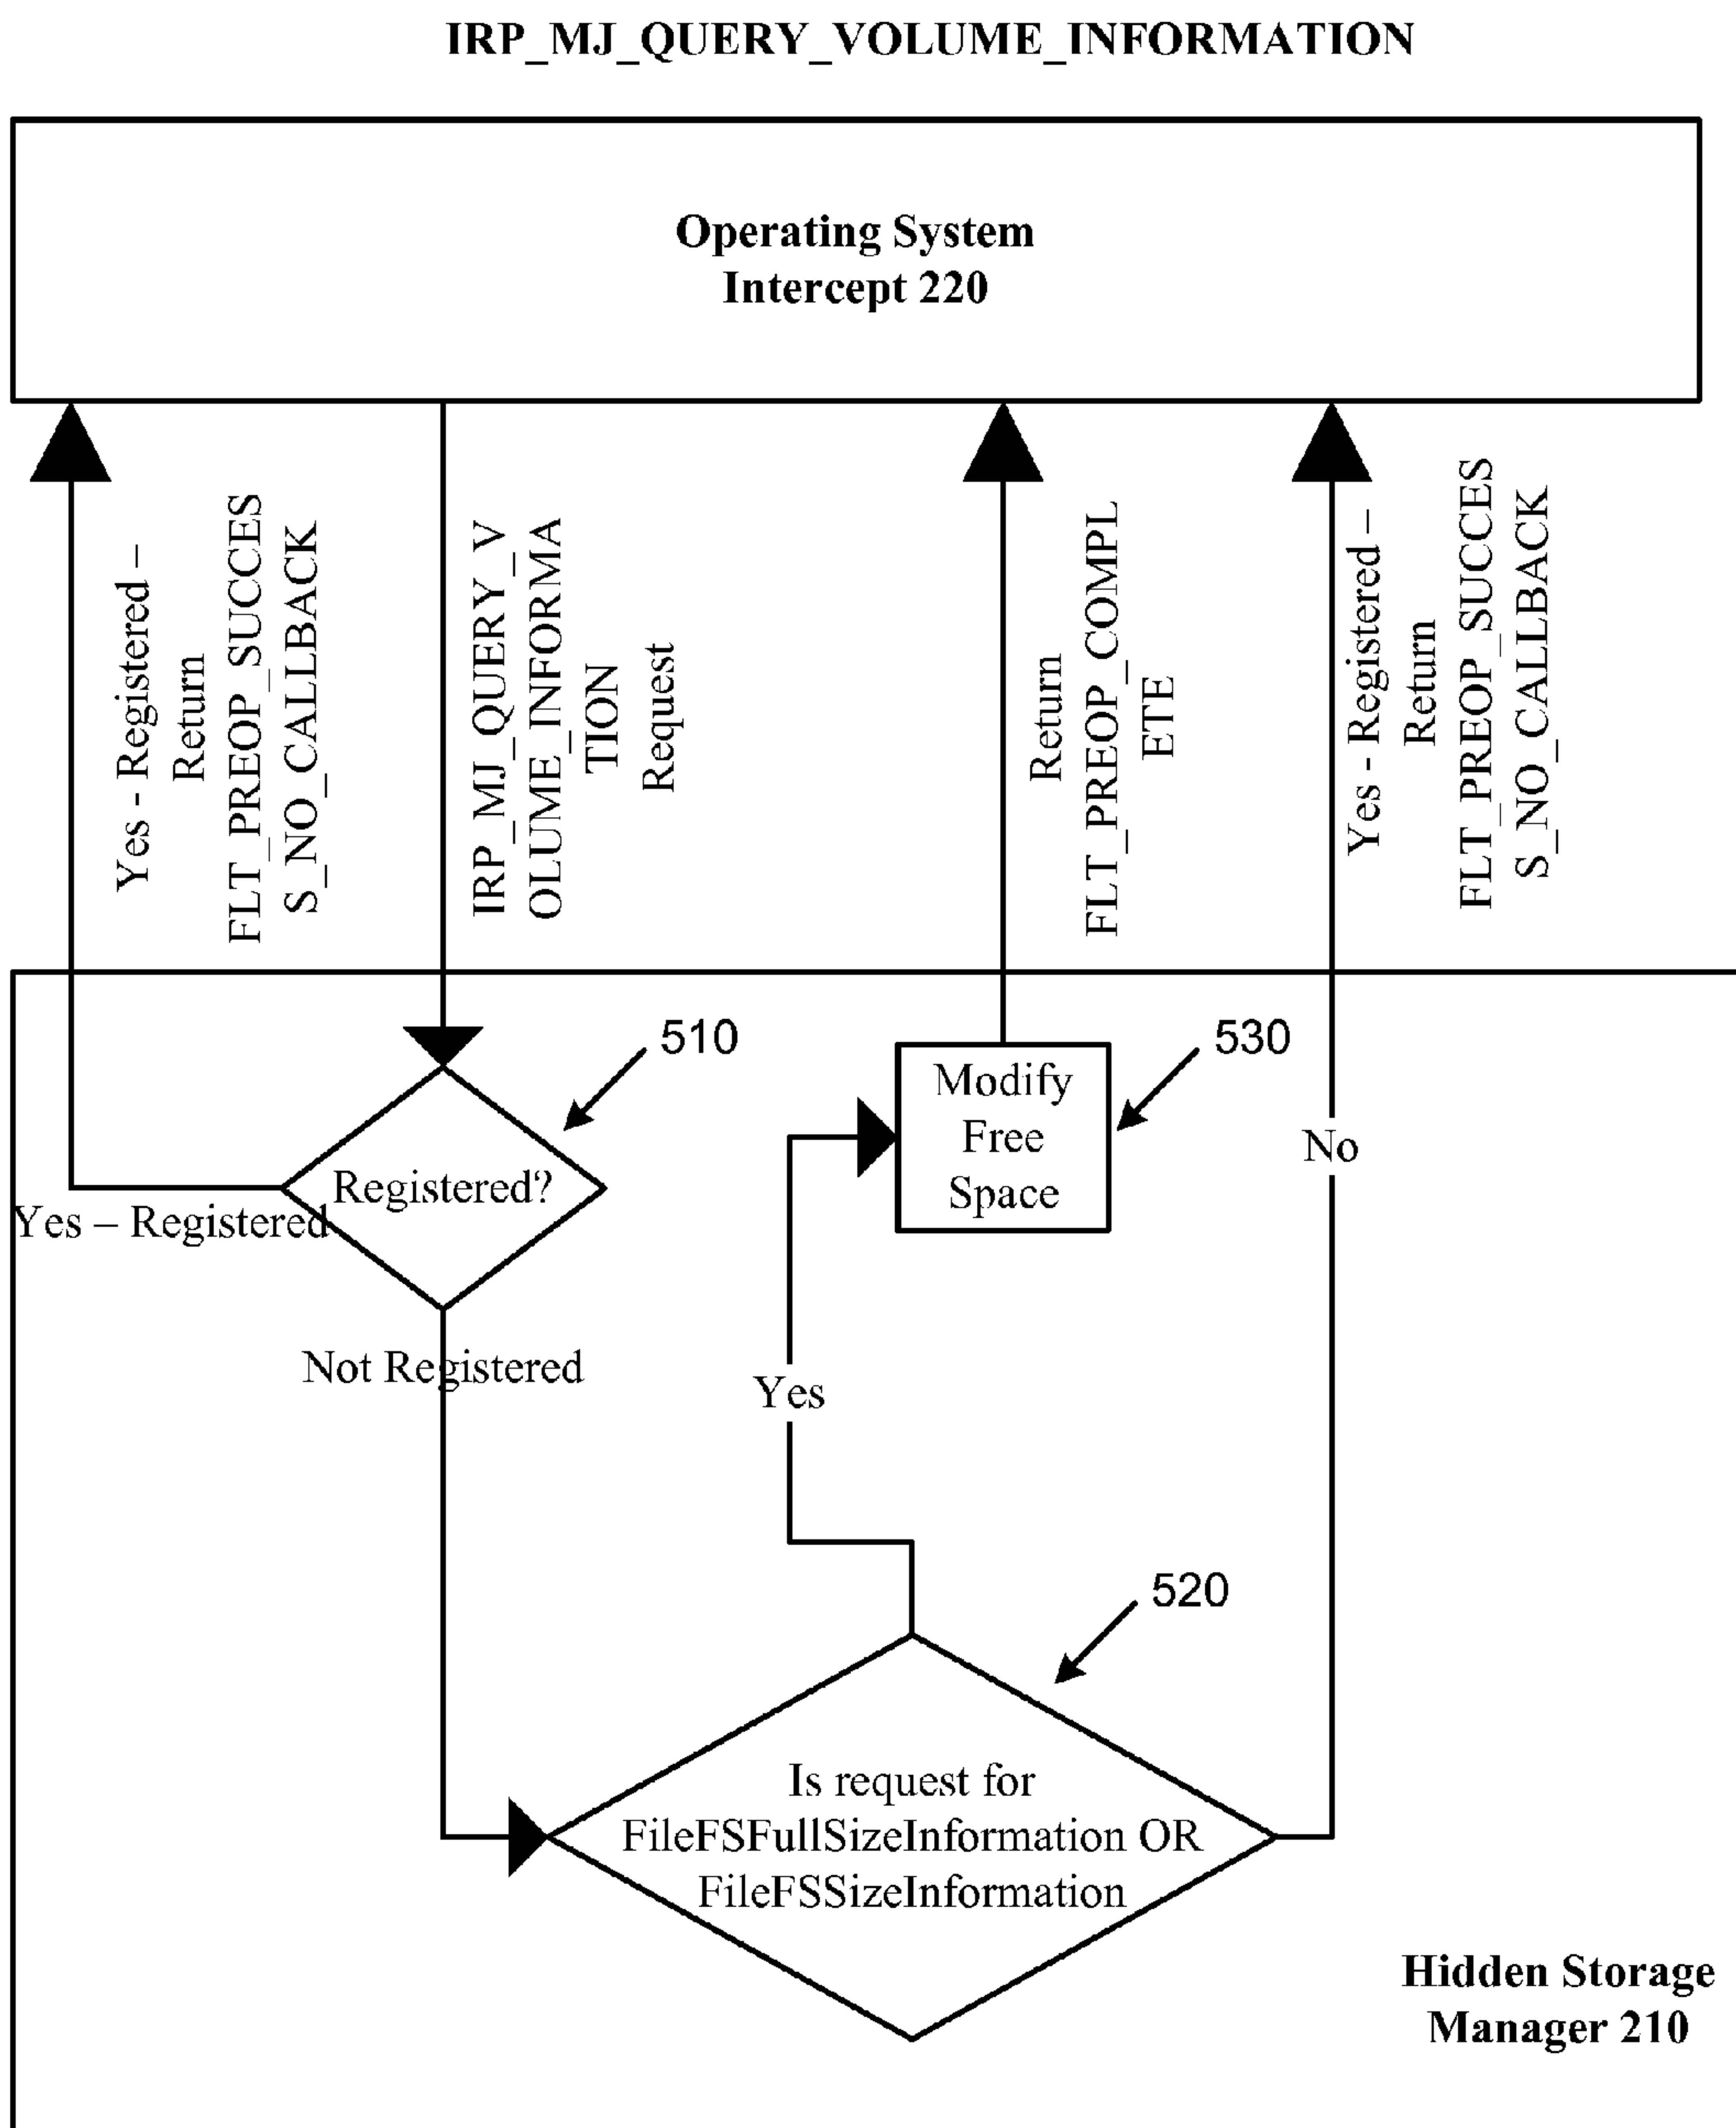 IRP_MJ_QUERY_VOLUME_INFORMATION
Operating System
Intercept 220
Yes - Registered –
Return
FLT_PREOP_SUCCES
S_NO_CALLBACK
IRP_MJ_QUERY_V
OLUME_INFORMA
TION
Request
Return
FLT_PREOP_COMPL
ETE
Yes - Registered –
Return
FLT_PREOP_SUCCES
S_NO_CALLBACK
510
530
Modify
Free
Space
No
Registered?
Yes – Registered
Not Registered
Yes
520
Is request for
FileFSFullSizeInformation OR
FileFSSizeInformation
Hidden Storage
Manager 210